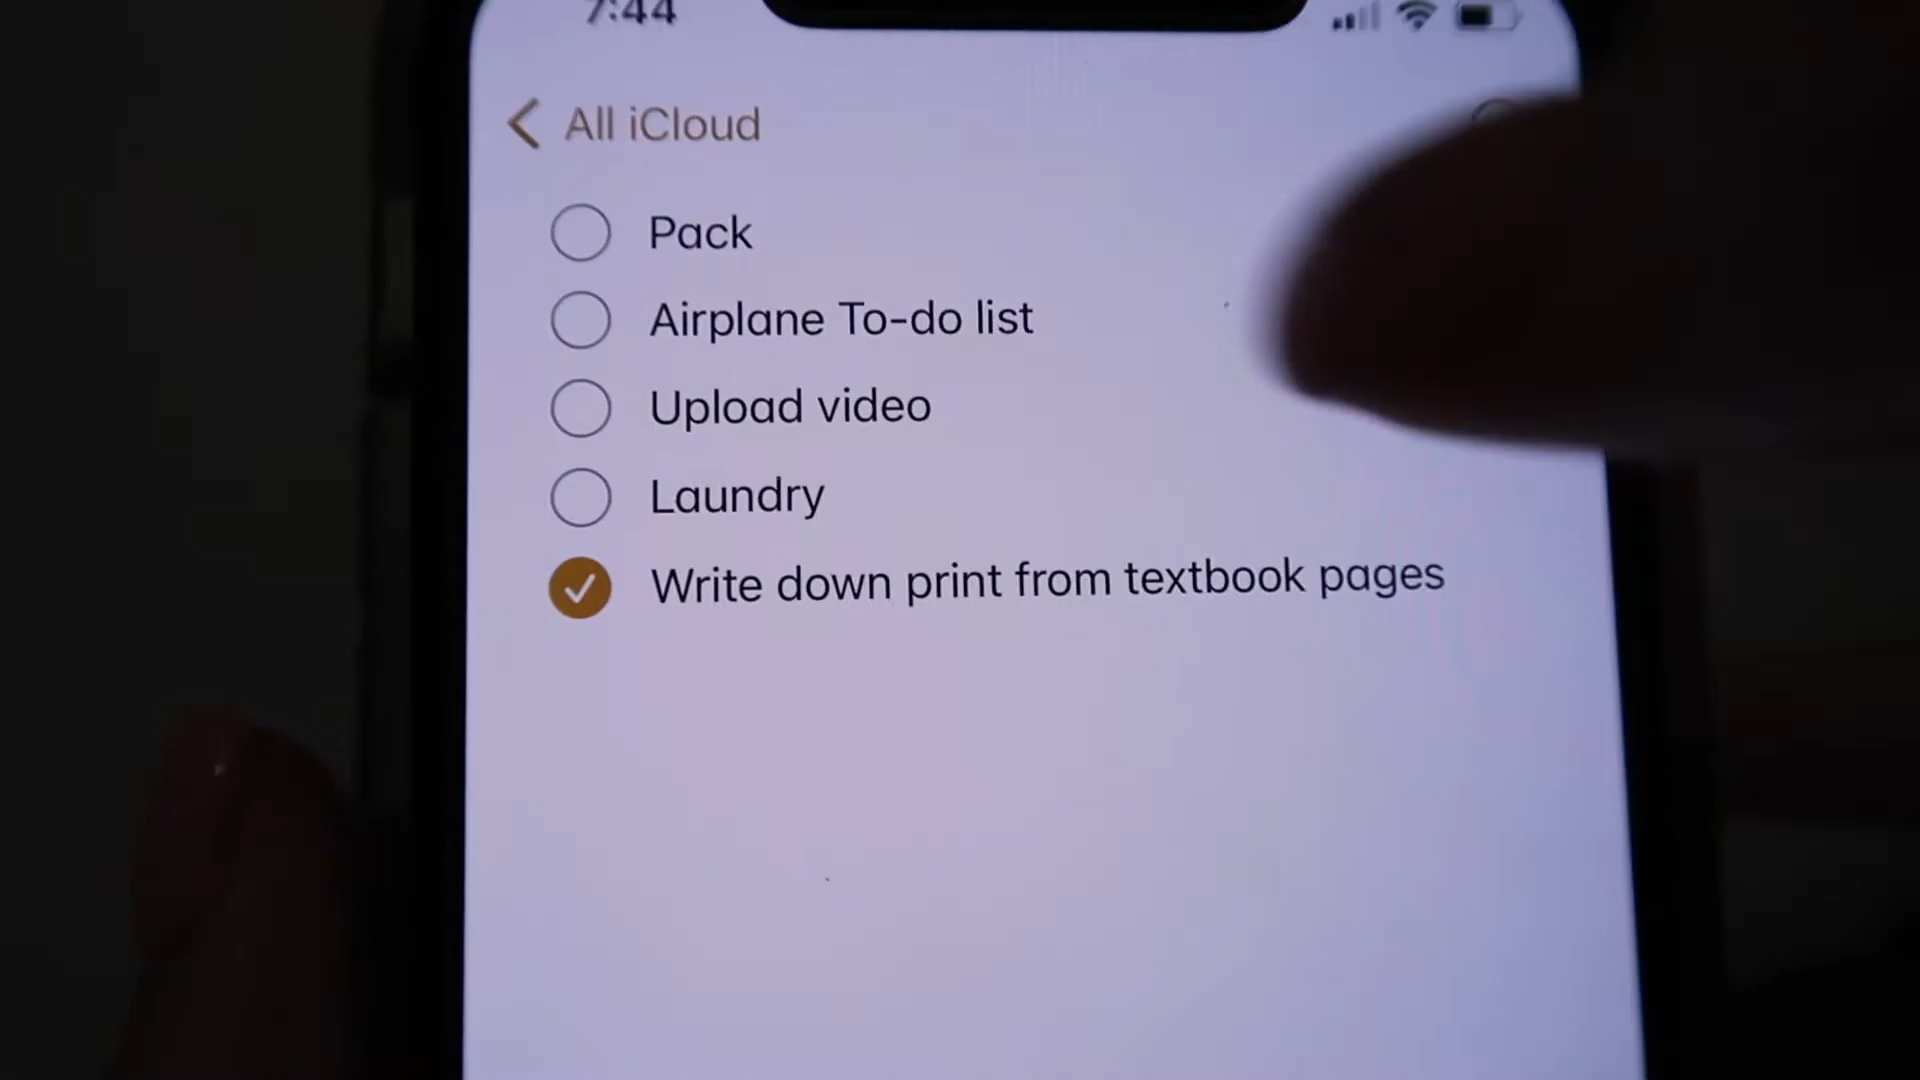 7:44
All iCloud
Pack
Airplane To-do list
Upload video
Laundry
Write down print from textbook pages